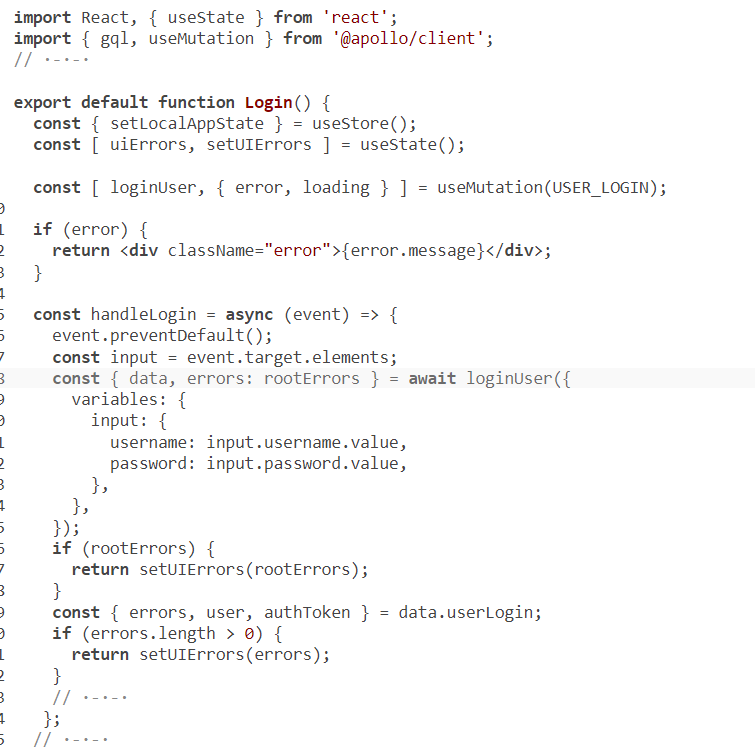 import React, { useState } from 'react';
import { gql, useMutation } from '@apollo/client';
// ·-·-·
export default function Login() {
const { setLocalAppState } = useStore();
const [ uiErrors, setUIErrors ] = useState();
const [ loginUser, { error, loading } ] = useMutation(USER_LOGIN);
if (error) {
return <div className="error">{error.message}</div>;
}
const handleLogin = async (event) => {
event.preventDefault();
const input = event.target.elements;
const { data, errors: rootErrors } = await loginUser({
variables: {
input: {
username: input.username.value,
password: input.password.value,
},
},
});
if (rootErrors) {
return setUIErrors(rootErrors);
}
const { errors, user, authToken } = data.userLogin;
if (errors.length > 0) {
return setUIErrors(errors);
}
// ·-·-·
};
// ·-·-·